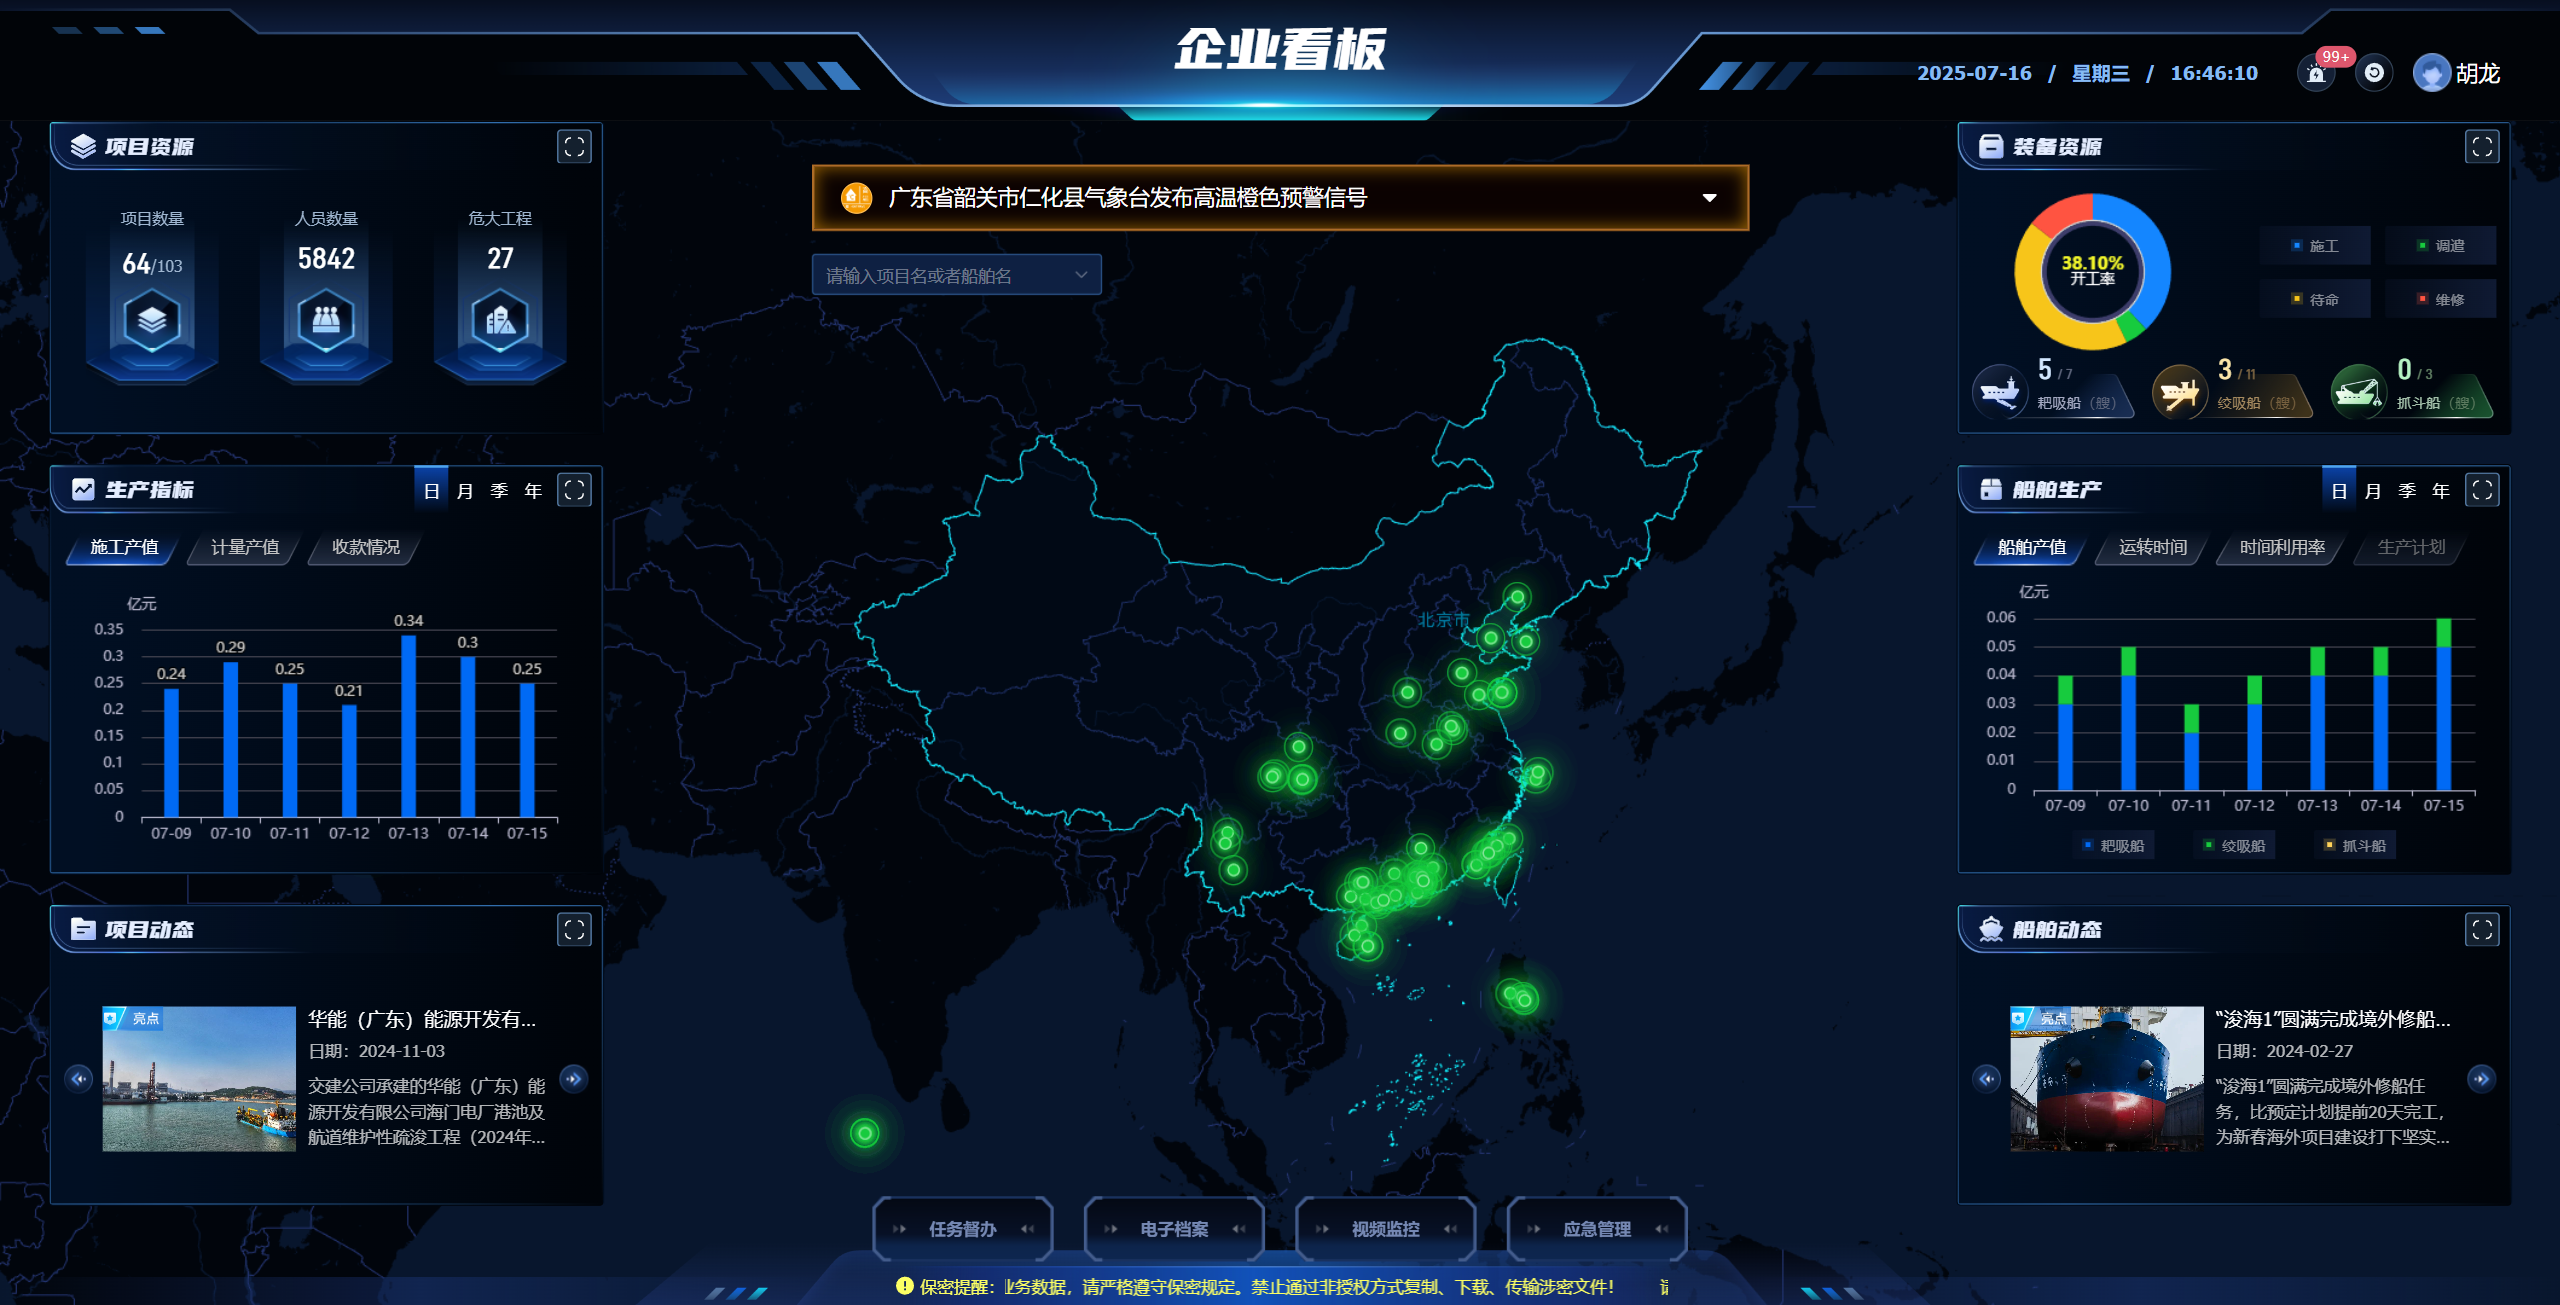 企业看板
2025-07-16 / 星期三 / 16:46:10
99+
胡龙
项目资源
项目数量
64/103
人员数量
5842
危大工程
27
生产指标
日 月 季 年
施工产值 计量产值 收款情况
亿元
0.35
0.3
0.25
0.2
0.15
0.1
0.05
0
0.24
0.29
0.25
0.21
0.34
0.3
0.25
07-09 07-10 07-11 07-12 07-13 07-14 07-15
项目动态
亮点
华能（广东）能源开发有...
日期：2024-11-03
交建公司承建的华能（广东）能
源开发有限公司海门电厂港池及
航道维护性疏浚工程（2024年...
广东省韶关市仁化县气象台发布高温橙色预警信号
请输入项目名或者船舶名
北京市
任务督办
电子档案
视频监控
应急管理
保密提醒：业务数据，请严格遵守保密规定。禁止通过非授权方式复制、下载、传输涉密文件！
装备资源
38.10%
开工率
施工 调遣
待命 维修
5 / 7
耙吸船（艘）
3 / 11
绞吸船（艘）
0 / 3
抓斗船（艘）
船舶生产
日 月 季 年
船舶产值 运转时间 时间利用率 生产计划
亿元
0.06
0.05
0.04
0.03
0.02
0.01
0
07-09 07-10 07-11 07-12 07-13 07-14 07-15
耙吸船 绞吸船 抓斗船
船舶动态
亮点
“浚海1”圆满完成境外修船...
日期：2024-02-27
“浚海1”圆满完成境外修船任
务，比预定计划提前20天完工，
为新春海外项目建设打下坚实...